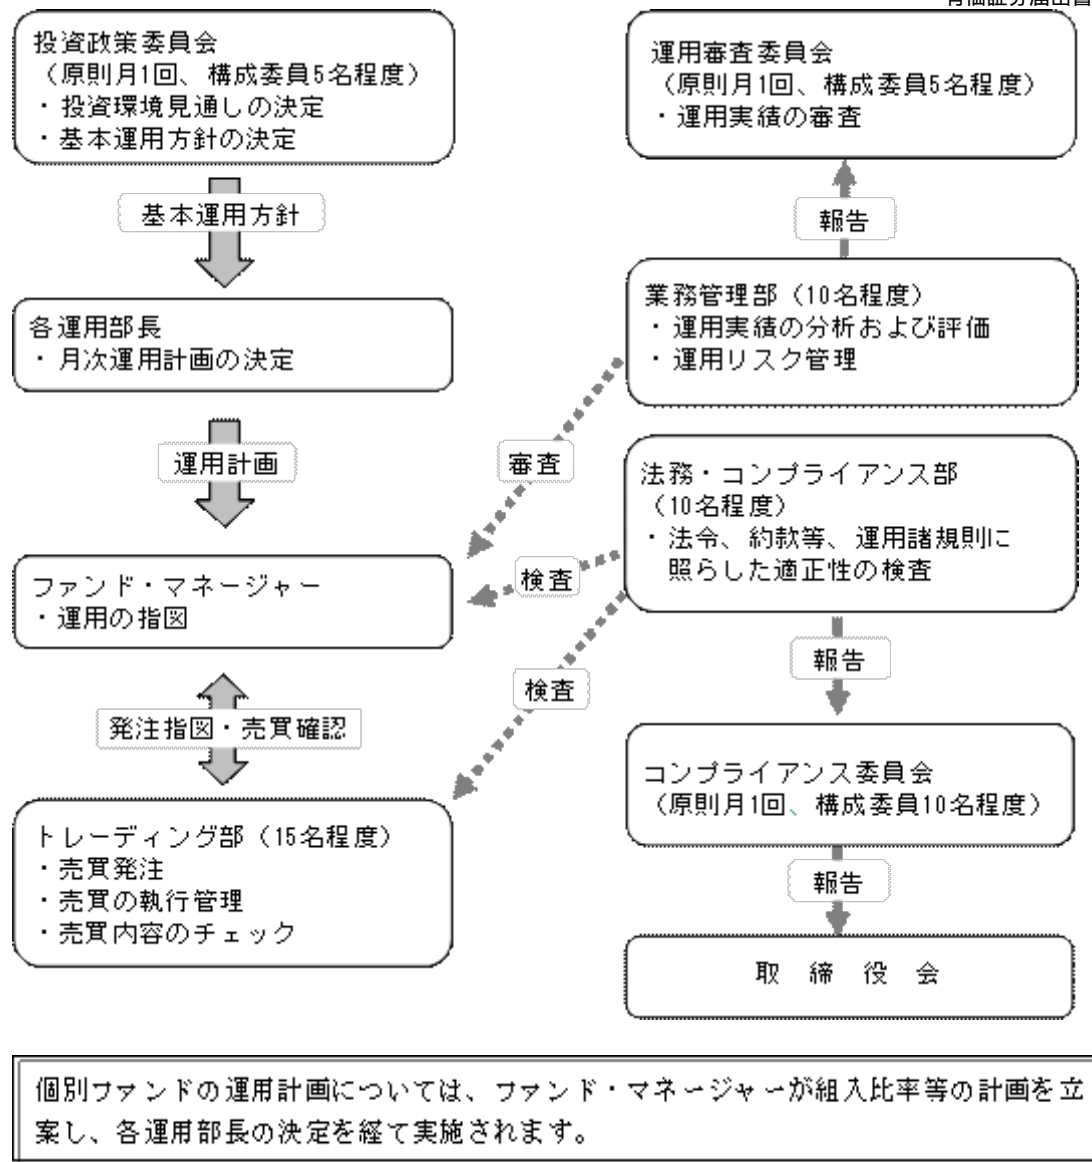 投資政策委員会
（原則月1回、構成委員5名程度）
・投資環境見通しの決定
・基本運用方針の決定
基本運用方針
各運用部長
・月次運用計画の決定
運用計画
ファンド・マネージャー
・運用の指図
発注指図・売買確認
トレーディング部（15名程度）
・売買発注
・売買の執行管理
・売買内容のチェック
運用審査委員会
（原則月1回、構成委員5名程度）
・運用実績の審査
報告
業務管理部（10名程度）
・運用実績の分析および評価
・運用リスク管理
審査
法務・コンプライアンス部
（10名程度）
・法令、約款等、運用諸規則に
照らした適正性の検査
検査
検査
報告
コンプライアンス委員会
（原則月1回、構成委員10名程度）
報告
取締役会
個別ファンドの運用計画については、ファンド・マネージャーが組入比率等の計画を立
案し、各運用部長の決定を経て実施されます。